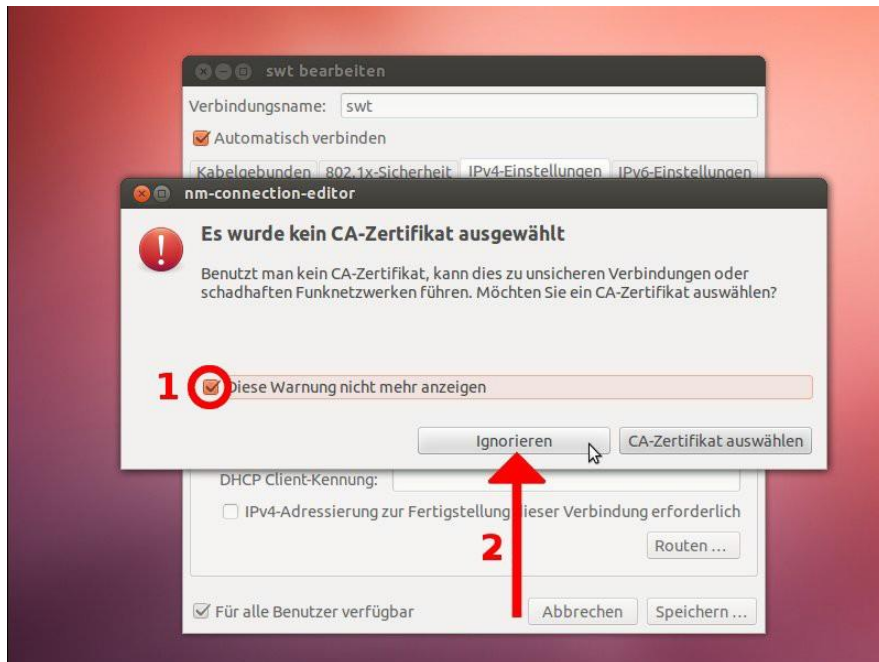 swt bearbeiten
Verbindungsname: swt
Automatisch verbinden
Kabelgebunden 802.1x-Sicherheit IPv4-Einstellungen IPv6-Einstellungen
nm-connection-editor
Es wurde kein CA-Zertifikat ausgewählt
Benutzt man kein CA-Zertifikat, kann dies zu unsicheren Verbindungen oder
schadhaften Funknetzwerken führen. Möchten Sie ein CA-Zertifikat auswählen?
1 Diese Warnung nicht mehr anzeigen
Ignorieren CA-Zertifikat auswählen
DHCP Client-Kennung:
IPv4-Adressierung zur Fertigstellung dieser Verbindung erforderlich
2
Routen ...
Für alle Benutzer verfügbar Abbrechen Speichern ...